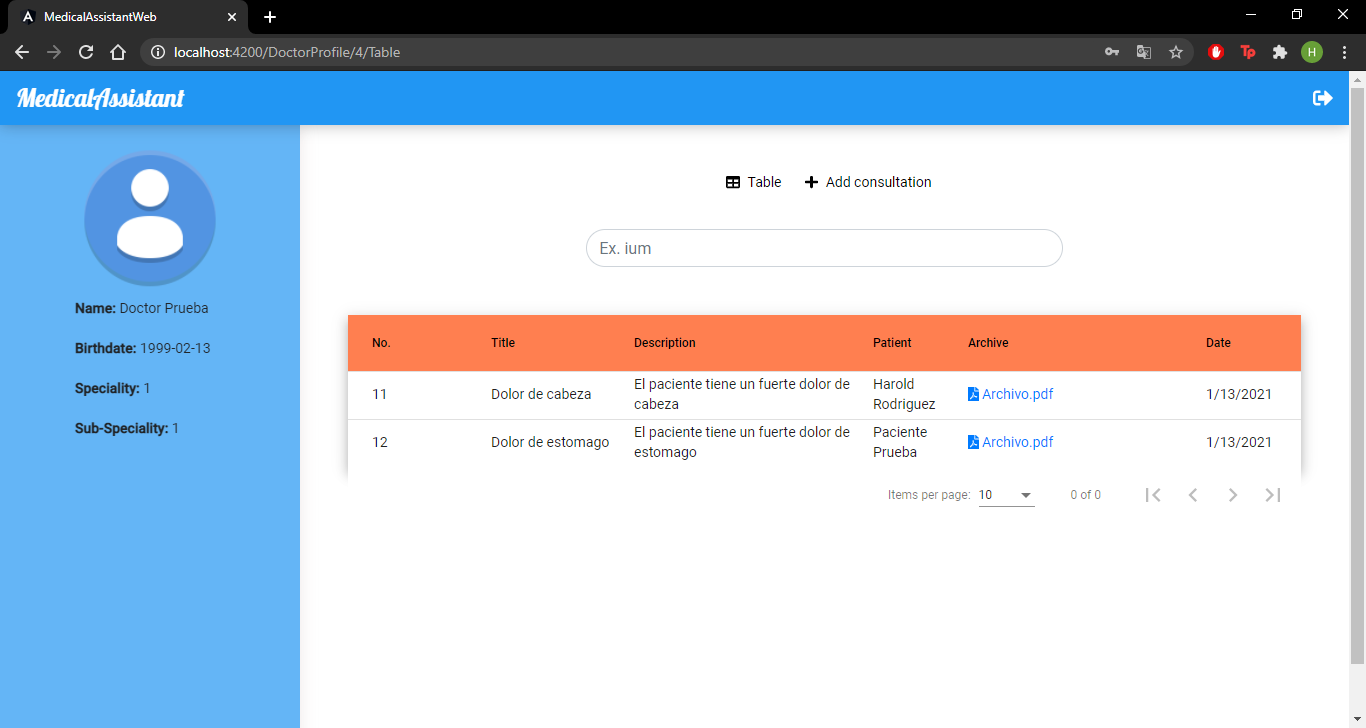 MedicalAssistantWeb
localhost:4200/DoctorProfile/4/Table
Tp
H
MedicalAssistant
Name: Doctor Prueba
Birthdate: 1999-02-13
Speciality: 1
Sub-Speciality: 1
Table Add consultation
Ex. ium
No. Title Description Patient Archive Date
11 Dolor de cabeza El paciente tiene un fuerte dolor de Harold Archivo.pdf 1/13/2021
cabeza Rodriguez
12 Dolor de estomago El paciente tiene un fuerte dolor de Paciente Archivo.pdf 1/13/2021
estomago Prueba
Items per page: 10 0 of 0